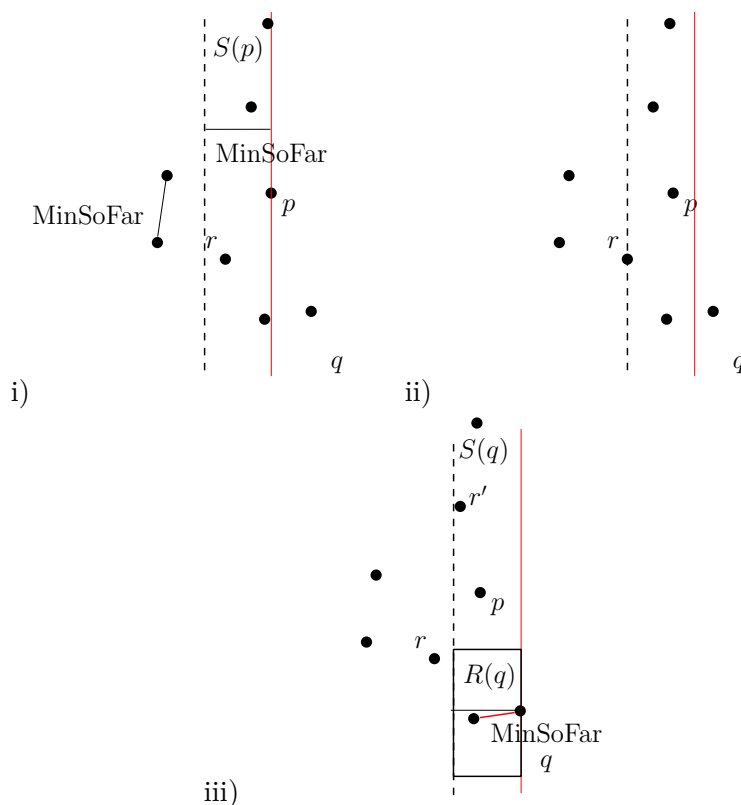 S(p)
MinSoFar
MinSoFar
p
r
q
i)
p
r
q
ii)
S(q)
r′
p
r
R(q)
MinSoFar
q
iii)